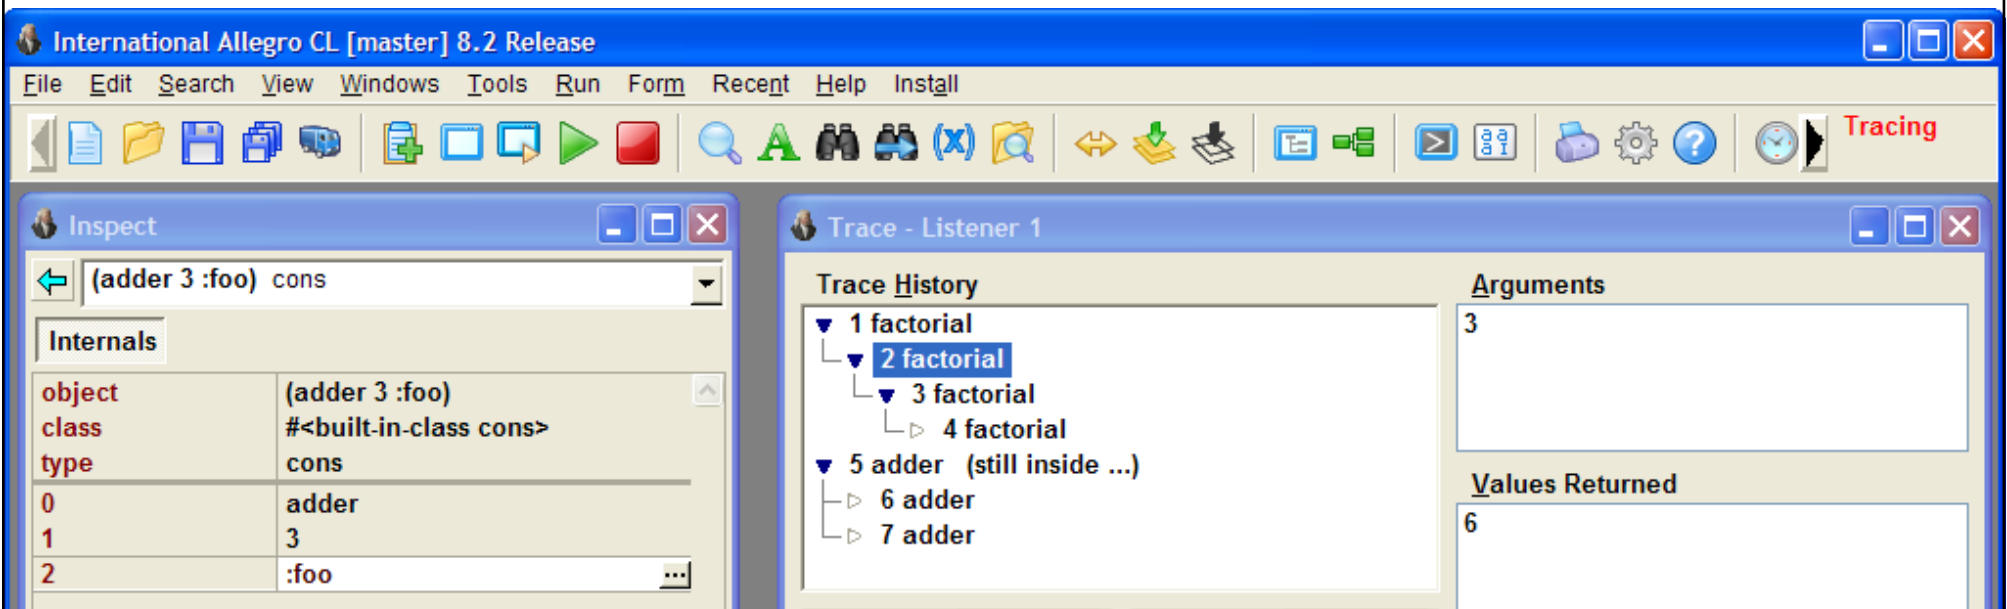 International Allegro CL [master] 8.2 Release
File Edit Search View Windows Tools Run Form Recent Help Install
Tracing
Inspect
(adder 3 :foo) cons
Internals
object (adder 3 :foo)
class #<built-in-class cons>
type cons
0 adder
1 3
2 :foo ...
Trace - Listener 1
Trace History
1 factorial
2 factorial
3 factorial
4 factorial
5 adder (still inside ...)
6 adder
7 adder
Arguments
3
Values Returned
6